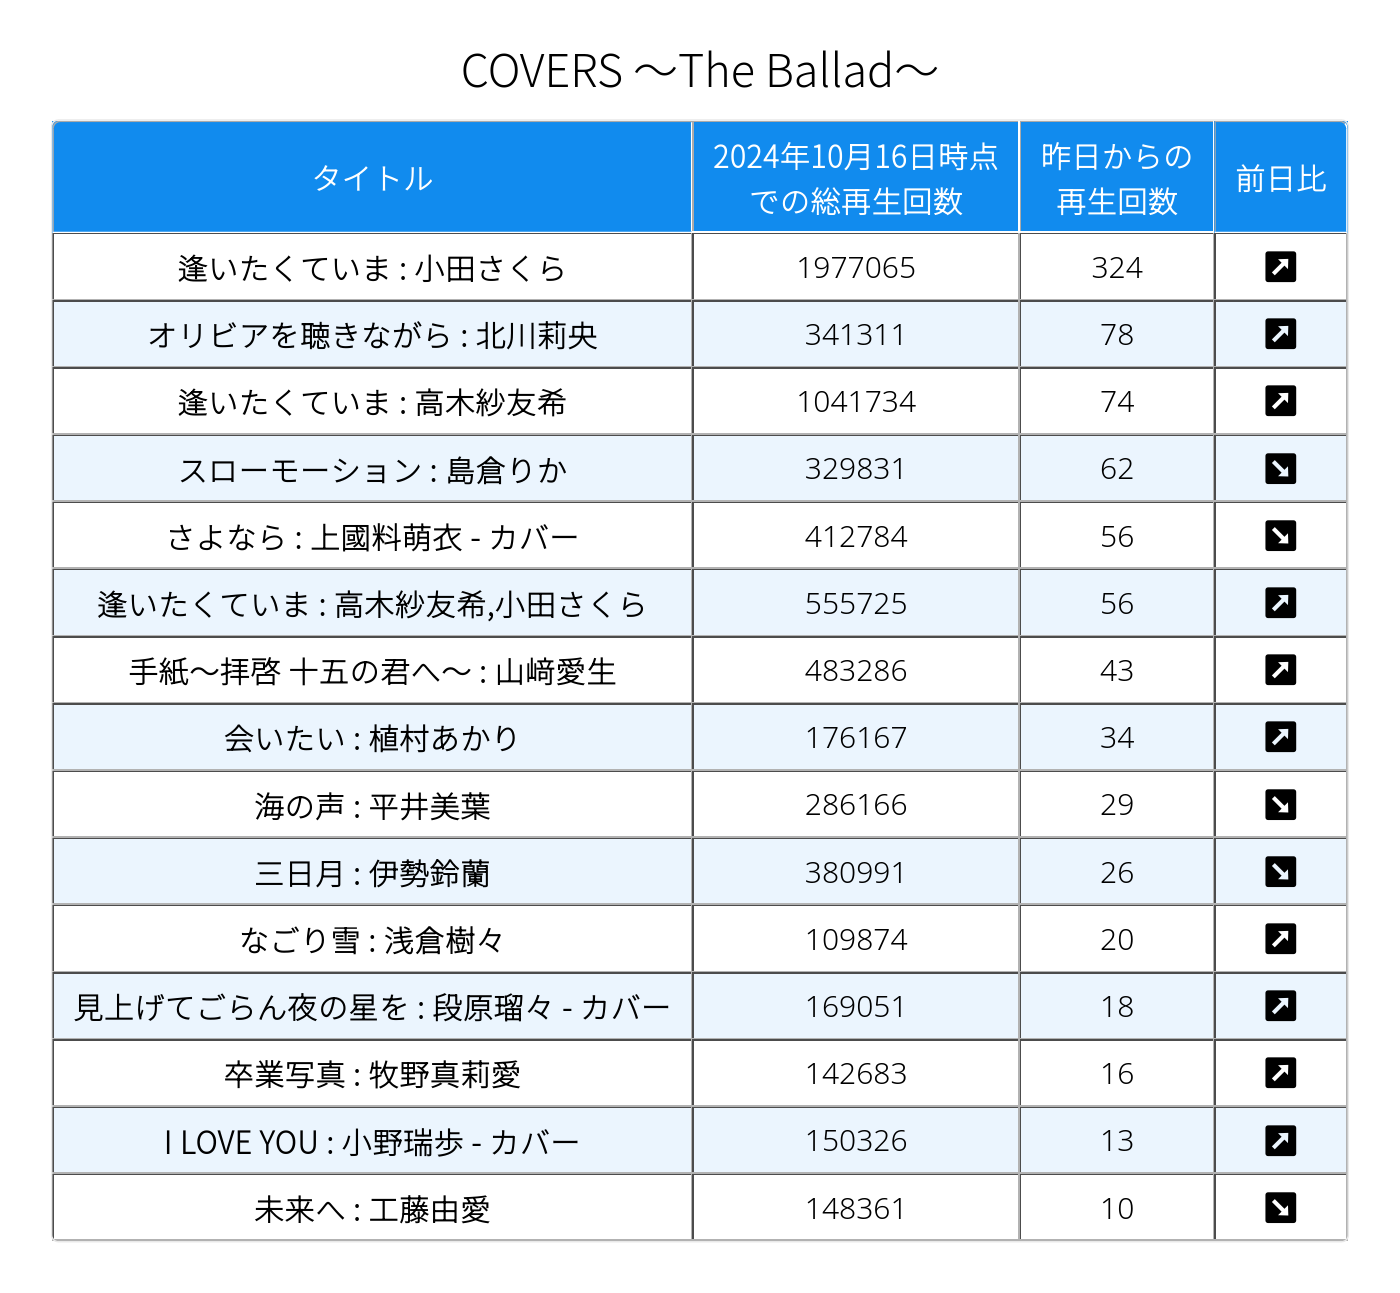 COVERS ～The Ballad～
タイトル 2024年10月16日時点 での総再生回数 昨日からの 再生回数 前日比
逢いたくていま : 小田さくら 1977065 324 ↗
オリビアを聴きながら : 北川莉央 341311 78 ↗
逢いたくていま : 高木紗友希 1041734 74 ↗
スローモーション : 島倉りか 329831 62 ↘
さよなら : 上國料萌衣 - カバー 412784 56 ↘
逢いたくていま : 高木紗友希,小田さくら 555725 56 ↗
手紙～拝啓 十五の君へ～ : 山﨑愛生 483286 43 ↗
会いたい : 植村あかり 176167 34 ↗
海の声 : 平井美葉 286166 29 ↘
三日月 : 伊勢鈴蘭 380991 26 ↘
なごり雪 : 浅倉樹々 109874 20 ↗
見上げてごらん夜の星を : 段原瑠々 - カバー 169051 18 ↗
卒業写真 : 牧野真莉愛 142683 16 ↗
I LOVE YOU : 小野瑞歩 - カバー 150326 13 ↗
未来へ : 工藤由愛 148361 10 ↘